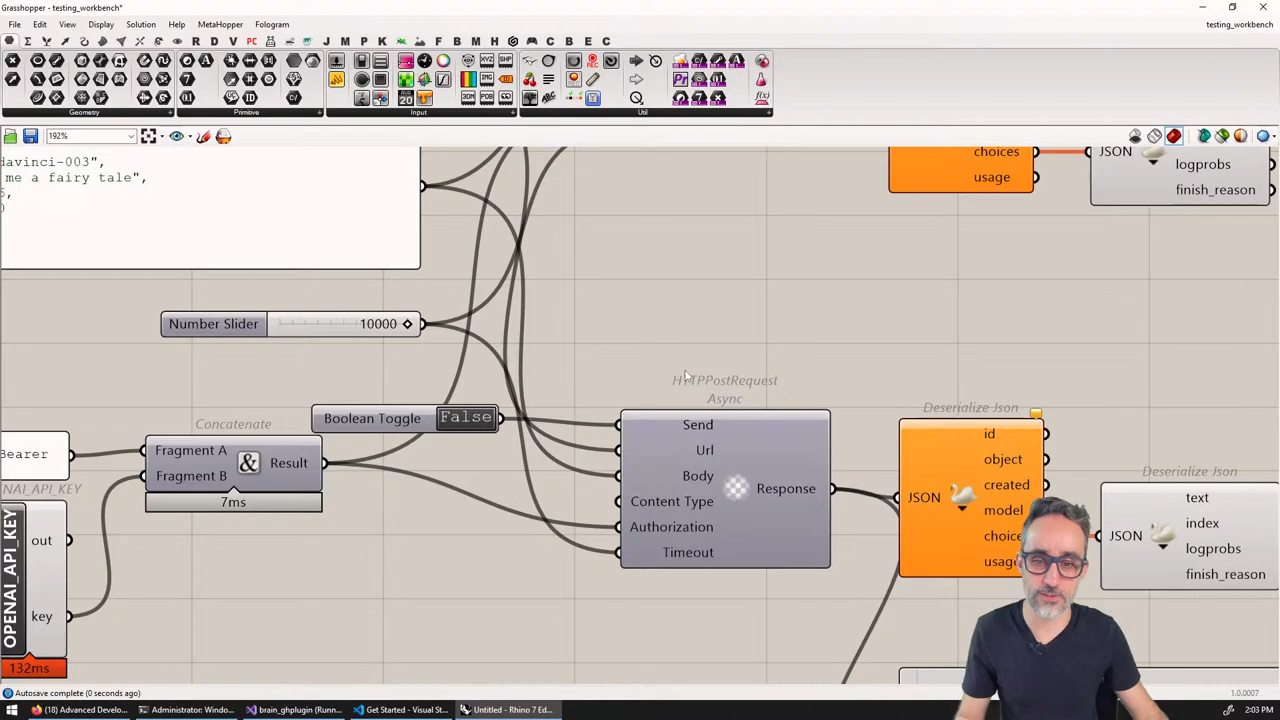 Grasshopper - testing_workbench*
File Edit View Display Solution Help MetaHopper Fologram
testing_workbench*
R D V PC J M P K F B M H C B E C
Geometry Primitive Input Util
192%
davinci-003",
me a fairy tale",
choices
usage
JSON
logprobs
finish_reason
Number Slider 10000
HTTPPostRequest
Async
Concatenate
Boolean Toggle False
Bearer
Fragment A
Fragment B
Result
7ms
OPENAI_API_KEY
out
key
132ms
Send
Url
Body
Content Type
Authorization
Timeout
Response
Deserialize Json
JSON
id
object
created
model
usage
Deserialize Json
JSON
text
index
logprobs
finish_reason
Autosave complete (0 seconds ago)
1.0.0007
(18) Advanced Develo... Administrator: Windo... brain_ghplugin (Runn... Get Started - Visual St... Untitled - Rhino 7 Ed...
2:03 PM